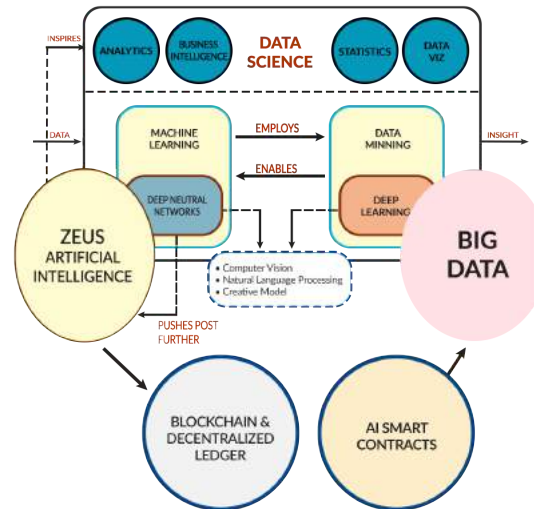 INSPIRES
ANALYTICS
BUSINESS
INTELLIGENCE
DATA
SCIENCE
STATISTICS
DATA
VIZ
DATA
MACHINE
LEARNING
EMPLOYS
ENABLES
DATA
MINNING
INSIGHT
DEEP NEUTRAL
NETWORKS
DEEP
LEARNING
ZEUS
ARTIFICIAL
INTELLIGENCE
• Computer Vision
• Natural Language Processing
• Creative Model
BIG
DATA
PUSHES POST
FURTHER
BLOCKCHAIN &
DECENTRALIZED
LEDGER
AI SMART
CONTRACTS